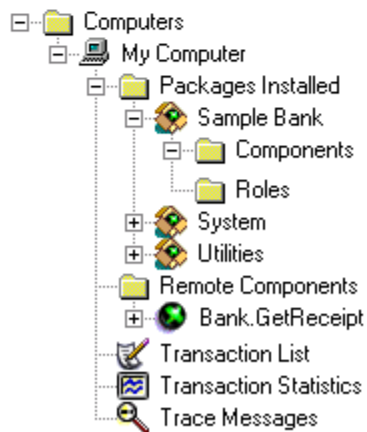 Computers
My Computer
Packages Installed
Sample Bank
Components
Roles
System
Utilities
Remote Components
Bank.GetReceipt
Transaction List
Transaction Statistics
Trace Messages